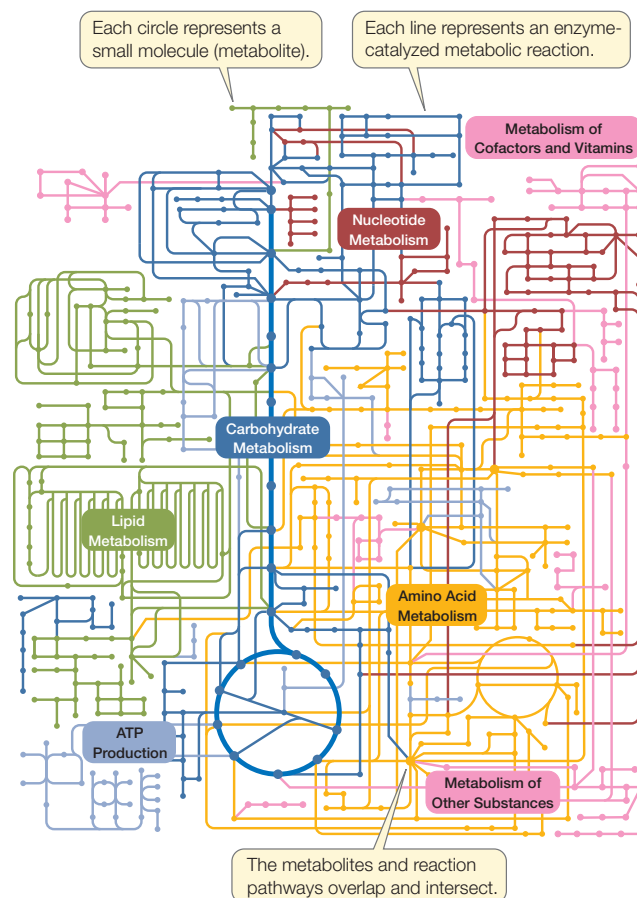 Each circle represents a
small molecule (metabolite).
Each line represents an enzyme-
catalyzed metabolic reaction.
Metabolism of
Cofactors and Vitamins
Nucleotide
Metabolism
Carbohydrate
Metabolism
Lipid
Metabolism
Amino Acid
Metabolism
ATP
Production
Metabolism of
Other Substances
The metabolites and reaction
pathways overlap and intersect.